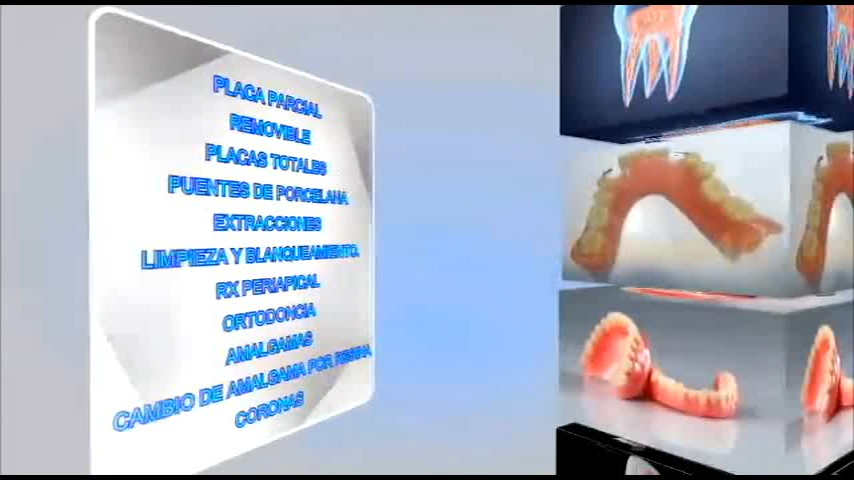 PLACA PARCIAL
REMOVIBLE
PLACAS TOTALES
PUENTES DE PORCELANA
EXTRACCIONES
LIMPIEZA Y BLANQUEAMIENTO.
RX PERIAPICAL
ORTODONCIA
AMALGAMAS
CAMBIO DE AMALGAMA POR RESINA
CORONAS